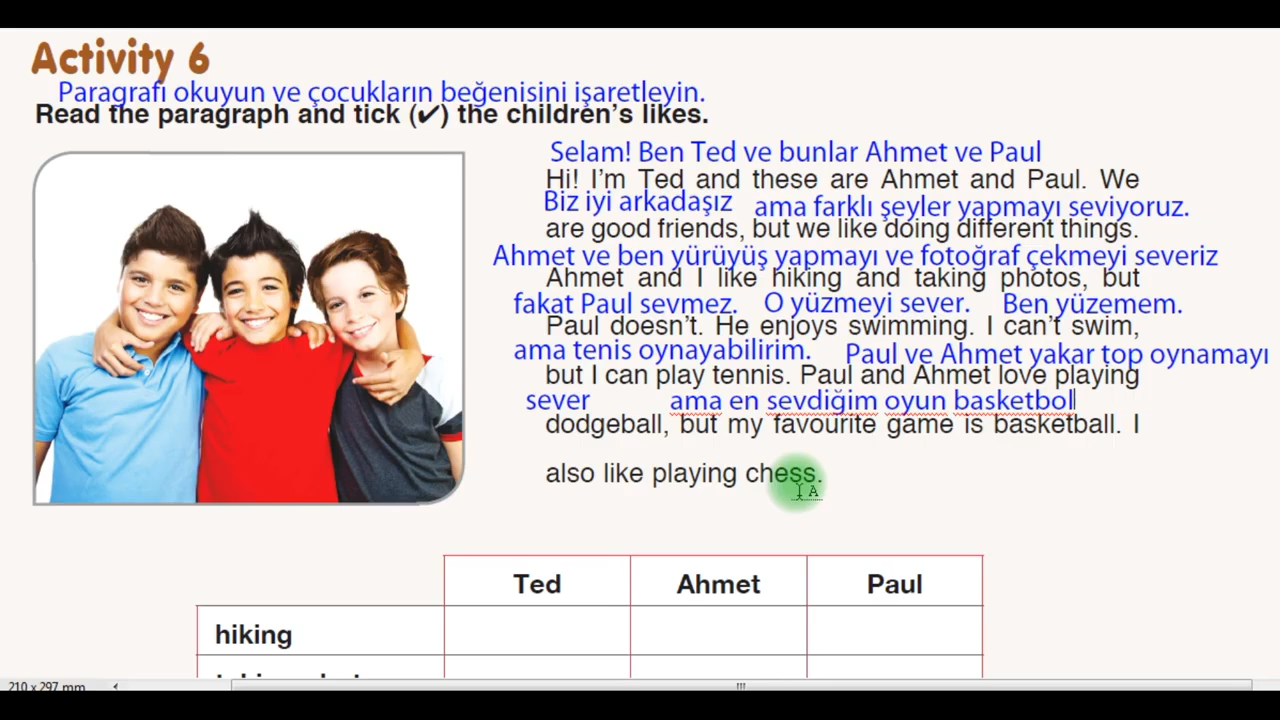 Activity 6
Paragrafı okuyun ve çocukların beğenisini işaretleyin.
Read the paragraph and tick (✔) the children's likes.
Selam! Ben Ted ve bunlar Ahmet ve Paul
Hi! I'm Ted and these are Ahmet and Paul. We
Biz iyi arkadaşız ama farklı şeyler yapmayı seviyoruz.
are good friends, but we like doing different things.
Ahmet ve ben yürüyüş yapmayı ve fotoğraf çekmeyi severiz
Ahmet and I like hiking and taking photos, but
fakat Paul sevmez. O yüzmeyi sever. Ben yüzemem.
Paul doesn't. He enjoys swimming. I can't swim,
ama tenis oynayabilirim. Paul ve Ahmet yakar top oynamayı
but I can play tennis. Paul and Ahmet love playing
sever ama en sevdiğim oyun basketbol
dodgeball, but my favourite game is basketball. I
also like playing chess.
A
Ted Ahmet Paul
hiking
210 x 297 mm